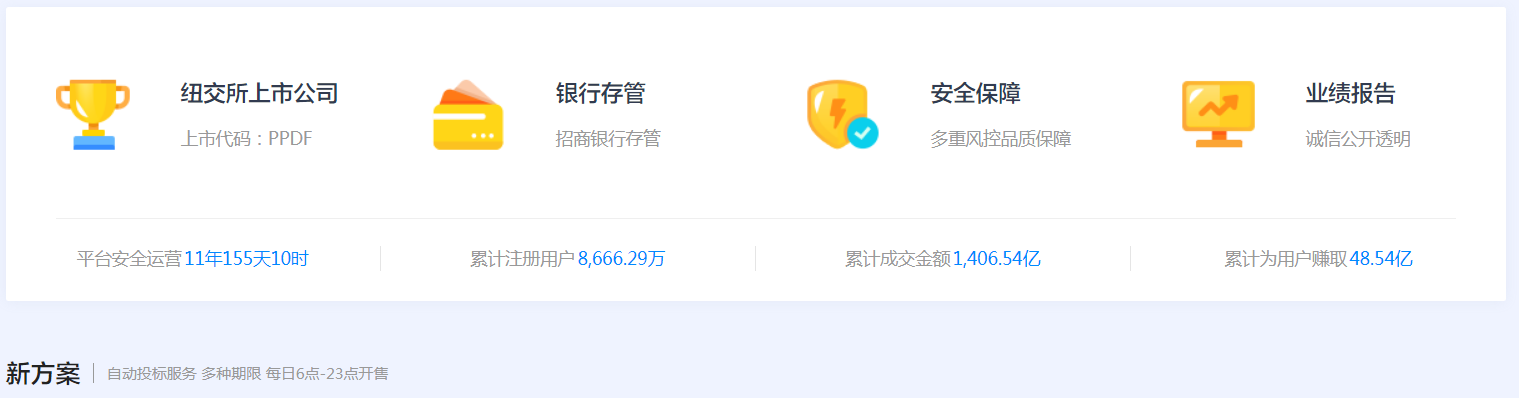 纽交所上市公司
上市代码：PPDF
银行存管
招商银行存管
安全保障
多重风控品质保障
业绩报告
诚信公开透明
平台安全运营11年155天10时
累计注册用户8,666.29万
累计成交金额1,406.54亿
累计为用户赚取48.54亿
新方案
自动投标服务 多种期限 每日6点-23点开售